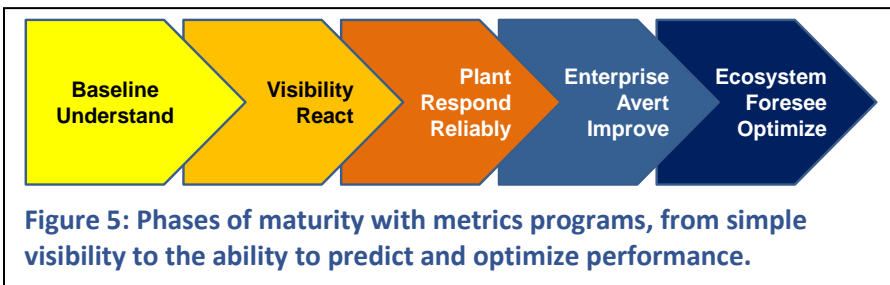 Baseline
Understand
Visibility
React
Plant
Respond
Reliably
Enterprise
Avert
Improve
Ecosystem
Foresee
Optimize
Figure 5: Phases of maturity with metrics programs, from simple
visibility to the ability to predict and optimize performance.